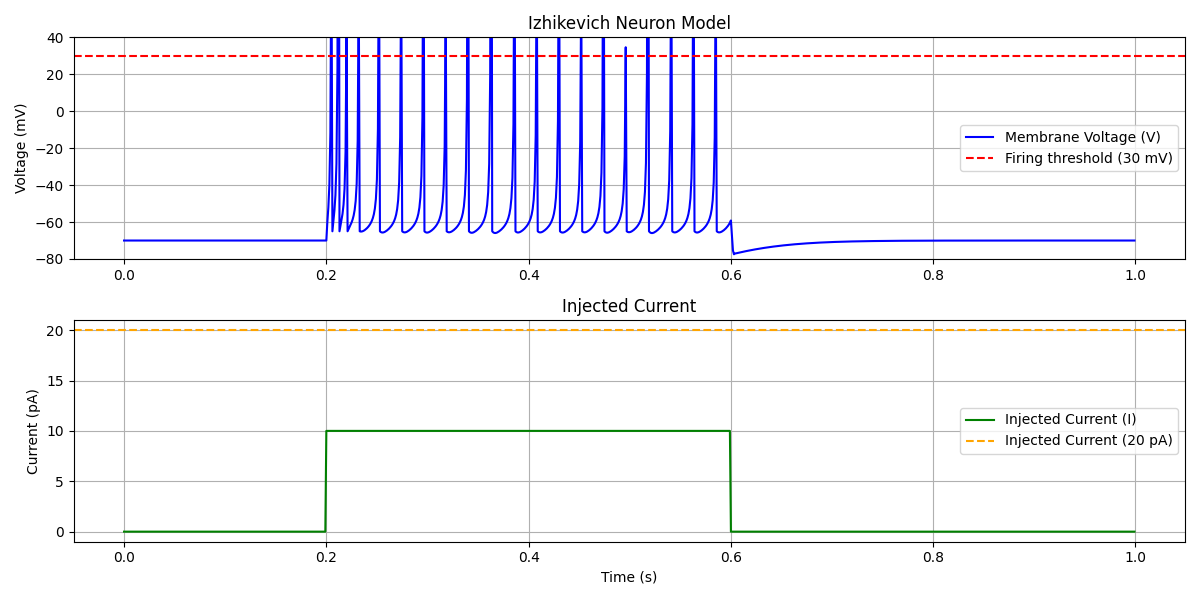 Izhikevich Neuron Model
Voltage (mV)
40
20
0
−20
−40
−60
−80
Membrane Voltage (V)
Firing threshold (30 mV)
0.0 0.2 0.4 0.6 0.8 1.0
Injected Current
Current (pA)
20
15
10
5
0
Injected Current (I)
Injected Current (20 pA)
0.0 0.2 0.4 0.6 0.8 1.0
Time (s)